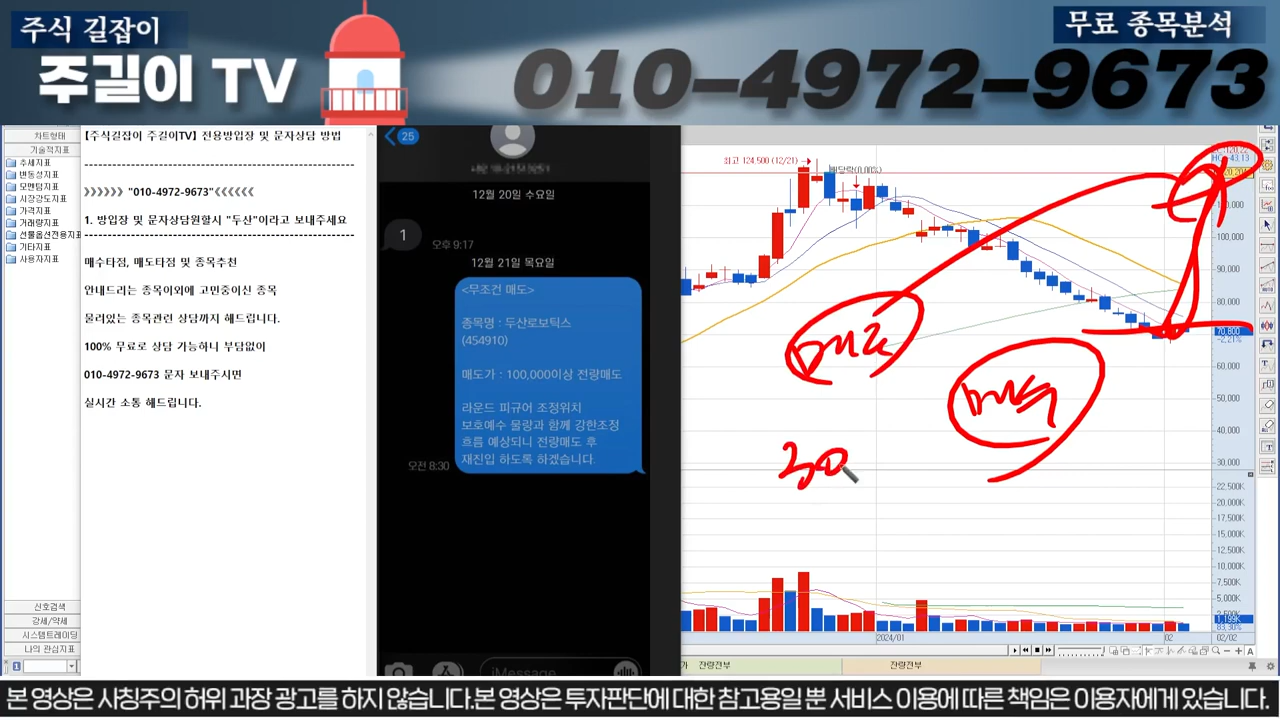 주식 길잡이
주길이 TV
무료 종목분석
010-4972-9673
차트형태
기술적지표
추세지표
변동성지표
모멘텀지표
시장강도지표
가격지표
거래량지표
선물옵션전용지표
기타지표
사용자지표
신호검색
강세/약세
시스템트레이딩
나의 관심지표
【주식길잡이 주길이TV】 전용방입장 및 문자상담 방법
》》》》》》 "010-4972-9673"《《《《《《
1. 방입장 및 문자상담원할시 "두산"이라고 보내주세요
매수타점, 매도타점 및 종목추천
안내드리는 종목이외에 고민중이신 종목
물려있는 종목관련 상담까지 해드립니다.
100% 무료로 상담 가능하니 부담없이
010-4972-9673 문자 보내주시면
실시간 소통 해드립니다.
25
12월 20일 수요일
1
오후 9:17
12월 21일 목요일
<무조건 매도>
종목명 : 두산로보틱스
(454910)
매도가 : 100,000이상 전량매도
라운드 피규어 조정위치
보호예수 물량과 함께 강한조정
흐름 예상되니 전량매도 후
재진입 하도록 하겠습니다.
오전 8:30
iMessage
최고 124,500 (12/21)
100,000
90,000
80,000
70,800
-2.21%
60,000
50,000
40,000
30,000
30
22,500K
20,000K
17,500K
15,000K
12,500K
10,000K
7,500K
5,000K
2,500K
1,199K
83.30%
2024/01
02
02/02
전량전부
전량전부
본 영상은 사칭주의 허위 과장 광고를 하지 않습니다.본 영상은 투자판단에 대한 참고용일 뿐 서비스 이용에 따른 책임은 이용자에게 있습니다.